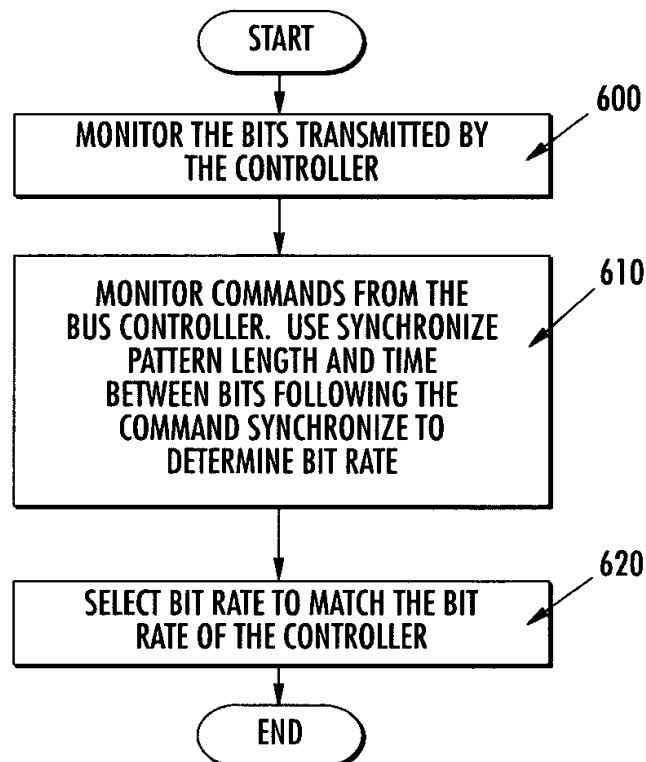 START
600
MONITOR THE BITS TRANSMITTED BY
THE CONTROLLER
610
MONITOR COMMANDS FROM THE
BUS CONTROLLER. USE SYNCHRONIZE
PATTERN LENGTH AND TIME
BETWEEN BITS FOLLOWING THE
COMMAND SYNCHRONIZE TO
DETERMINE BIT RATE
620
SELECT BIT RATE TO MATCH THE BIT
RATE OF THE CONTROLLER
END